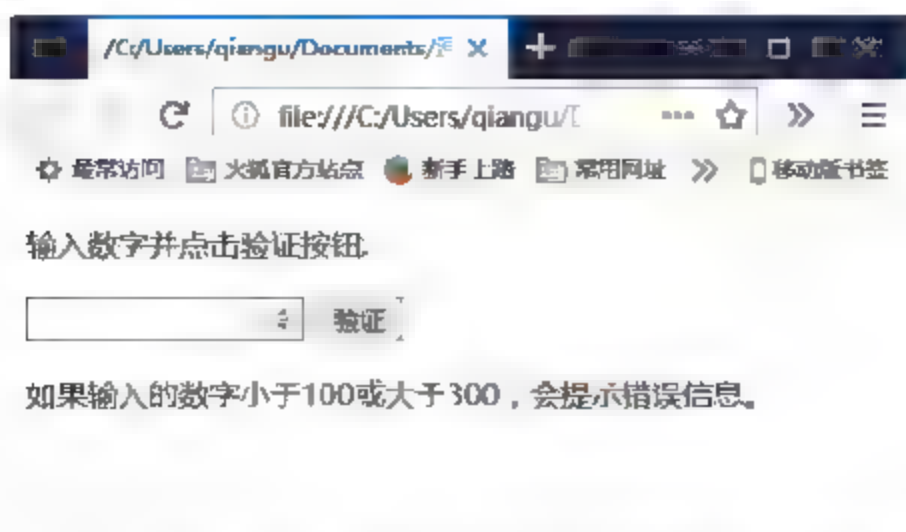 /C:/Users/qiangu/Documents/
file:///C:/Users/qiangu/D
最常访问 火狐官方站点 新手上路 常用网址 移动版书签
输入数字并点击验证按钮.
验证
如果输入的数字小于100或大于300，会提示错误信息。